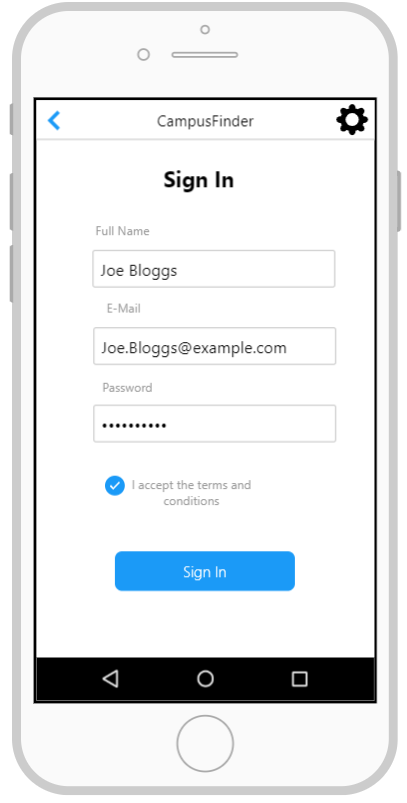 CampusFinder
Sign In
Full Name
Joe Bloggs
E-Mail
Joe.Bloggs@example.com
Password
••••••••••
I accept the terms and
conditions
Sign In